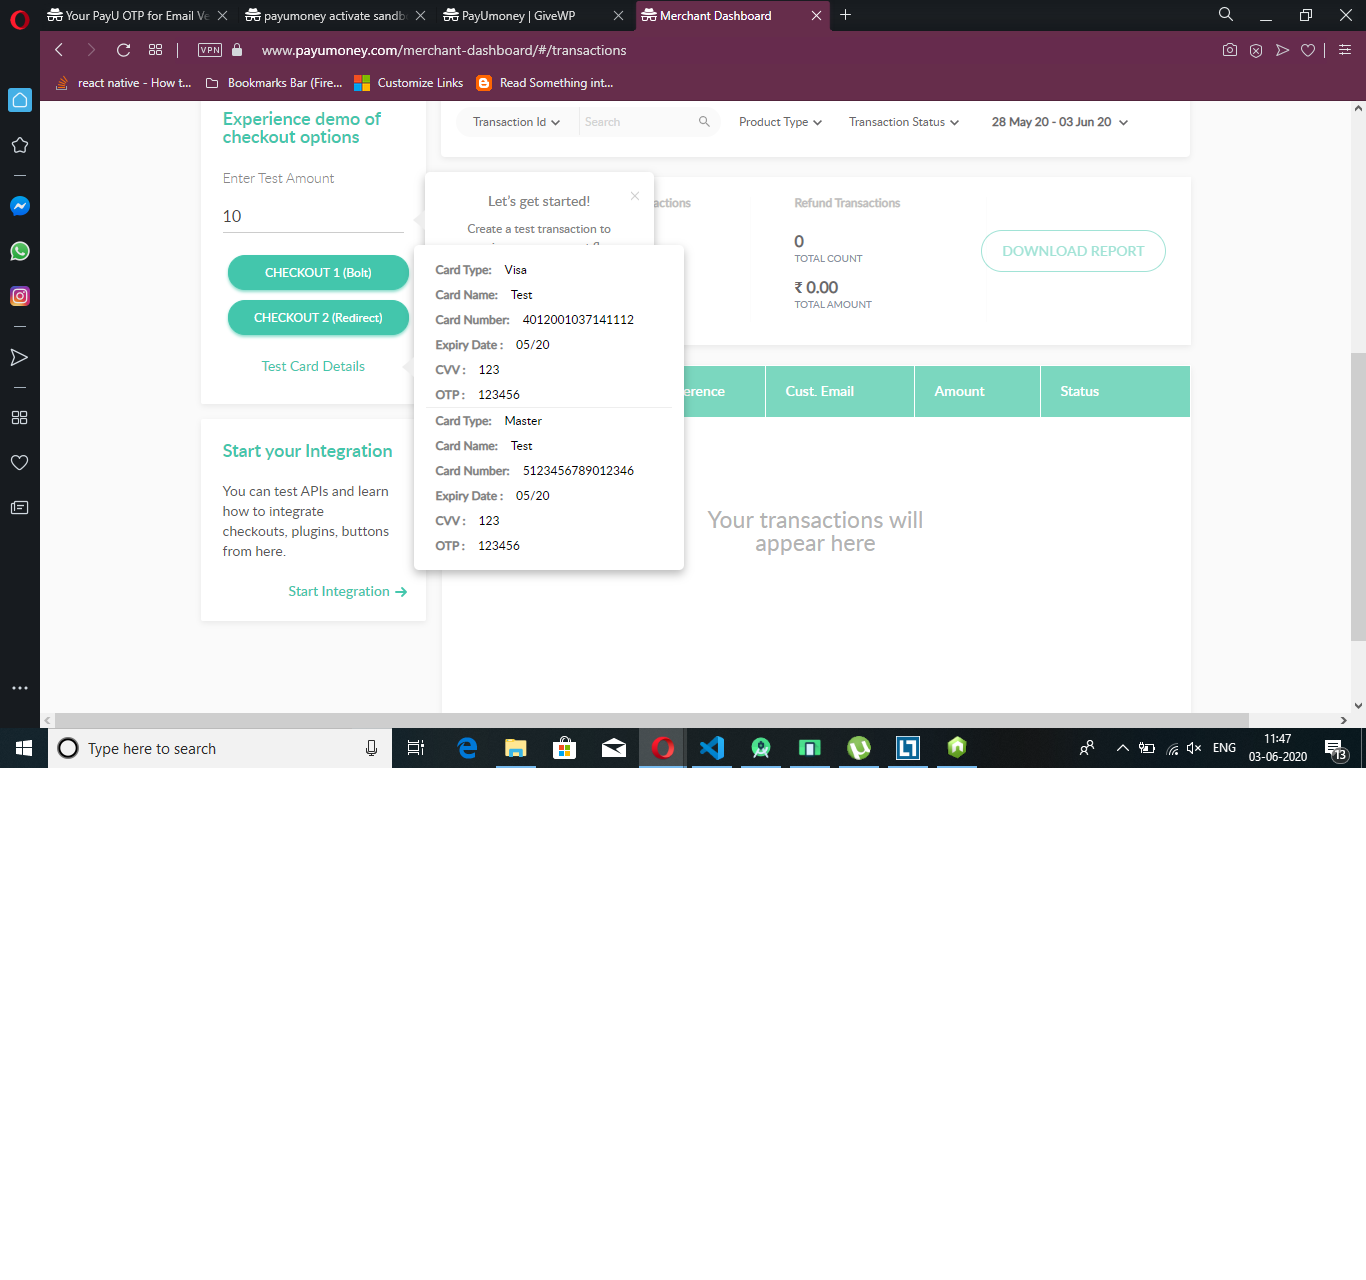 Your PayU OTP for Email Ve
payumoney activate sandb
PayUmoney | GiveWP
Merchant Dashboard
VPN
www.payumoney.com/merchant-dashboard/#/transactions
react native - How t...
Bookmarks Bar (Fire...
Customize Links
Read Something int...
Experience demo of
checkout options
Enter Test Amount
10
CHECKOUT 1 (Bolt)
CHECKOUT 2 (Redirect)
Test Card Details
Start your Integration
You can test APIs and learn
how to integrate
checkouts, plugins, buttons
from here.
Start Integration →
Transaction Id
Search
Product Type
Transaction Status
28 May 20 - 03 Jun 20
Let's get started!
Create a test transaction to
Card Type: Visa
Card Name: Test
Card Number: 4012001037141112
Expiry Date : 05/20
CVV : 123
OTP : 123456
Card Type: Master
Card Name: Test
Card Number: 5123456789012346
Expiry Date : 05/20
CVV : 123
OTP : 123456
actions
Refund Transactions
0
TOTAL COUNT
₹ 0.00
TOTAL AMOUNT
DOWNLOAD REPORT
erence
Cust. Email
Amount
Status
Your transactions will
appear here
Type here to search
ENG
11:47
03-06-2020
13